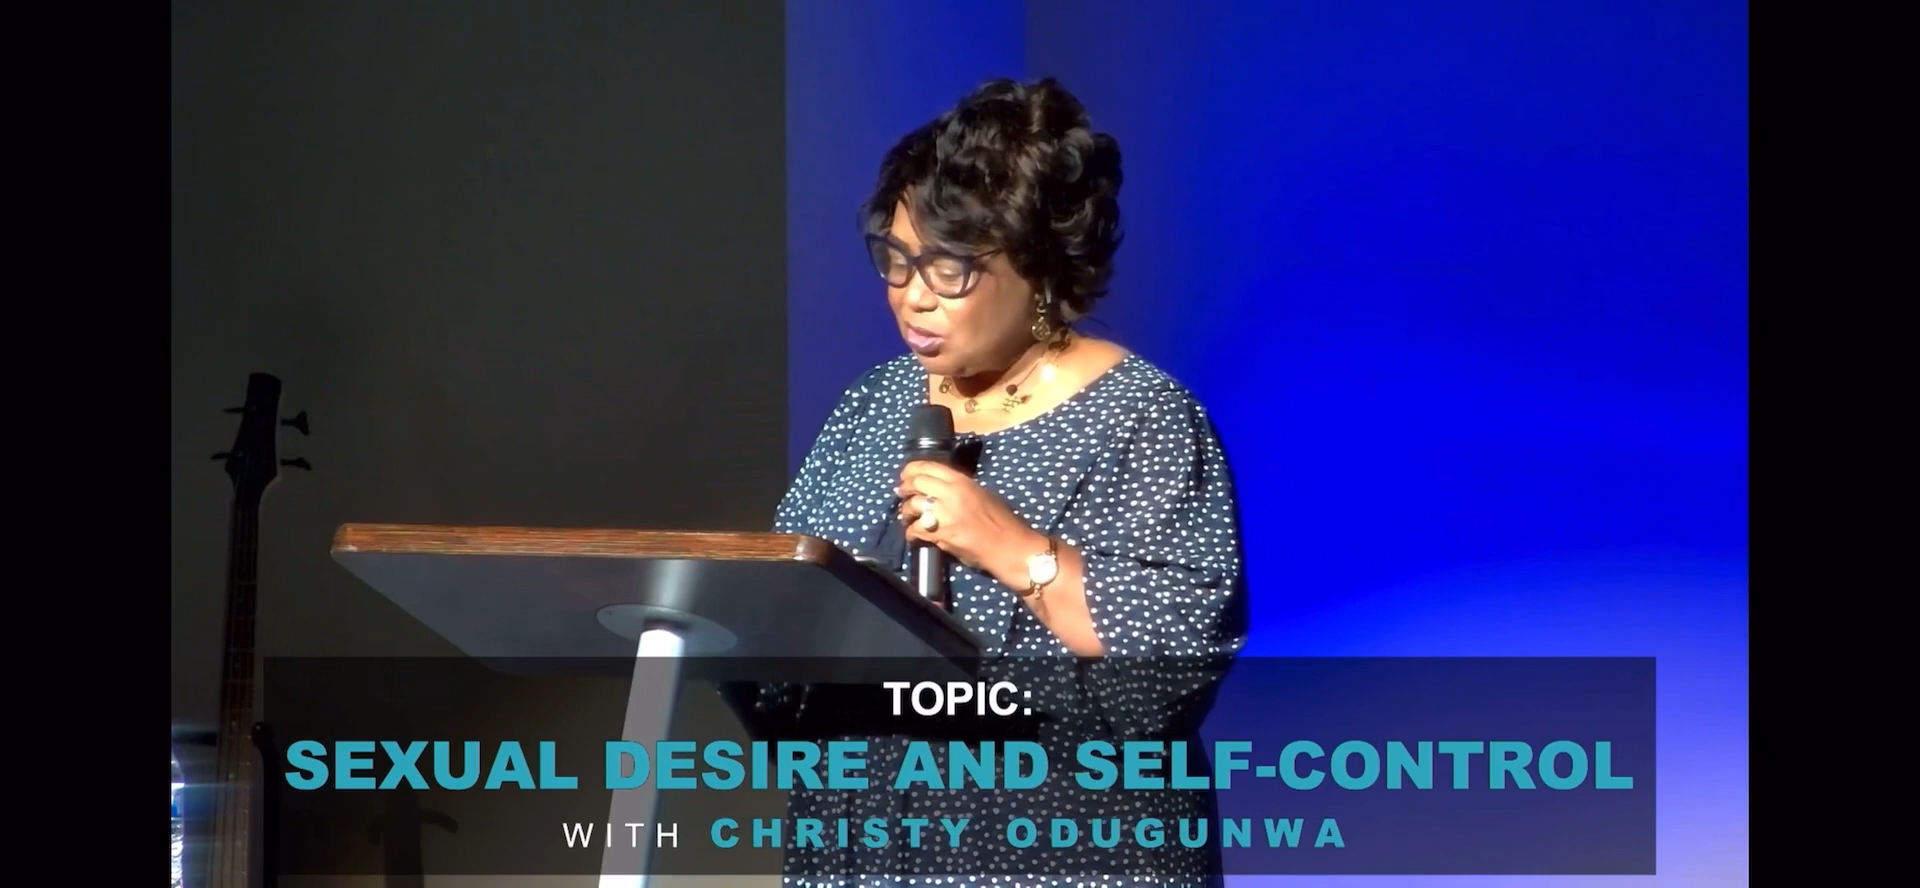 TOPIC:
SEXUAL DESIRE AND SELF-CONTROL
WITH CHRISTY ODUGUNWA